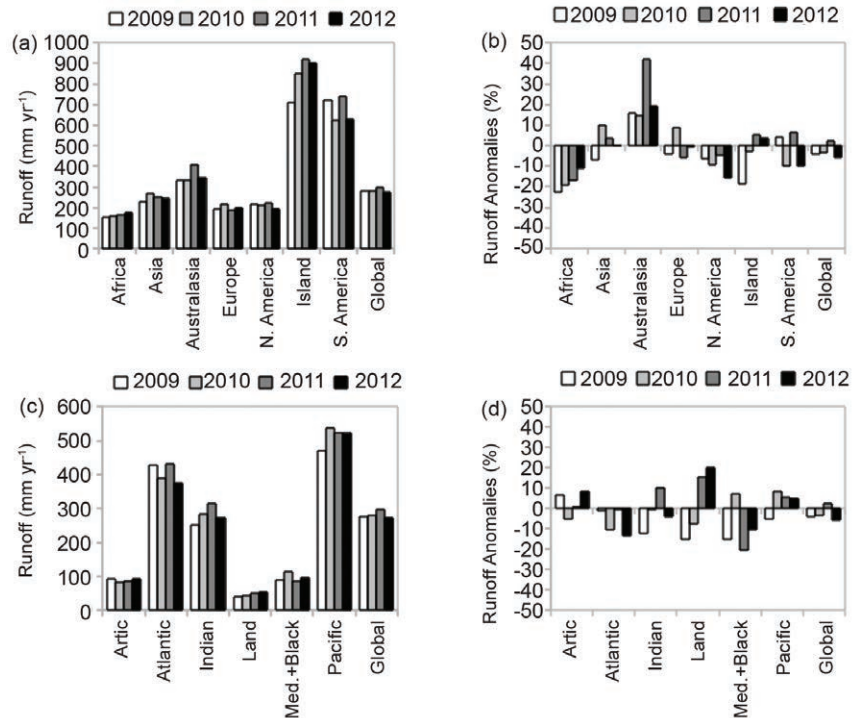 2009 2010 2011 2012
(a)
Runoff (mm yr⁻¹)
1000
900
800
700
600
500
400
300
200
100
0
Africa
Asia
Australasia
Europe
N. America
Island
S. America
Global
2009 2010 2011 2012
(b)
Runoff Anomalies (%)
50
40
30
20
10
0
-10
-20
-30
-40
-50
Africa
Asia
Australasia
Europe
N. America
Island
S. America
Global
2009 2010 2011 2012
(c)
Runoff (mm yr⁻¹)
600
500
400
300
200
100
0
Artic
Atlantic
Indian
Land
Med.+Black
Pacific
Global
2009 2010 2011 2012
(d)
Runoff Anomalies (%)
50
40
30
20
10
0
-10
-20
-30
-40
-50
Artic
Atlantic
Indian
Land
Med.+Black
Pacific
Global